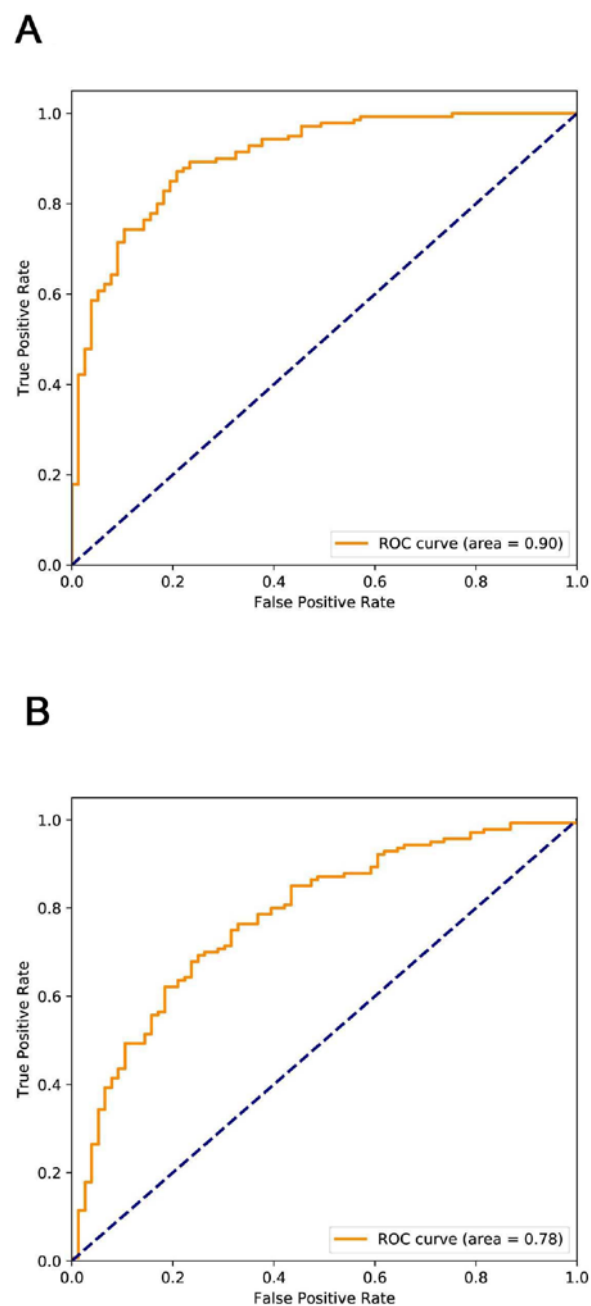 A
1.0
0.8
0.6
0.4
0.2
0.0
True Positive Rate
ROC curve (area = 0.90)
0.0 0.2 0.4 0.6 0.8 1.0
False Positive Rate
B
1.0
0.8
0.6
0.4
0.2
0.0
True Positive Rate
ROC curve (area = 0.78)
0.0 0.2 0.4 0.6 0.8 1.0
False Positive Rate